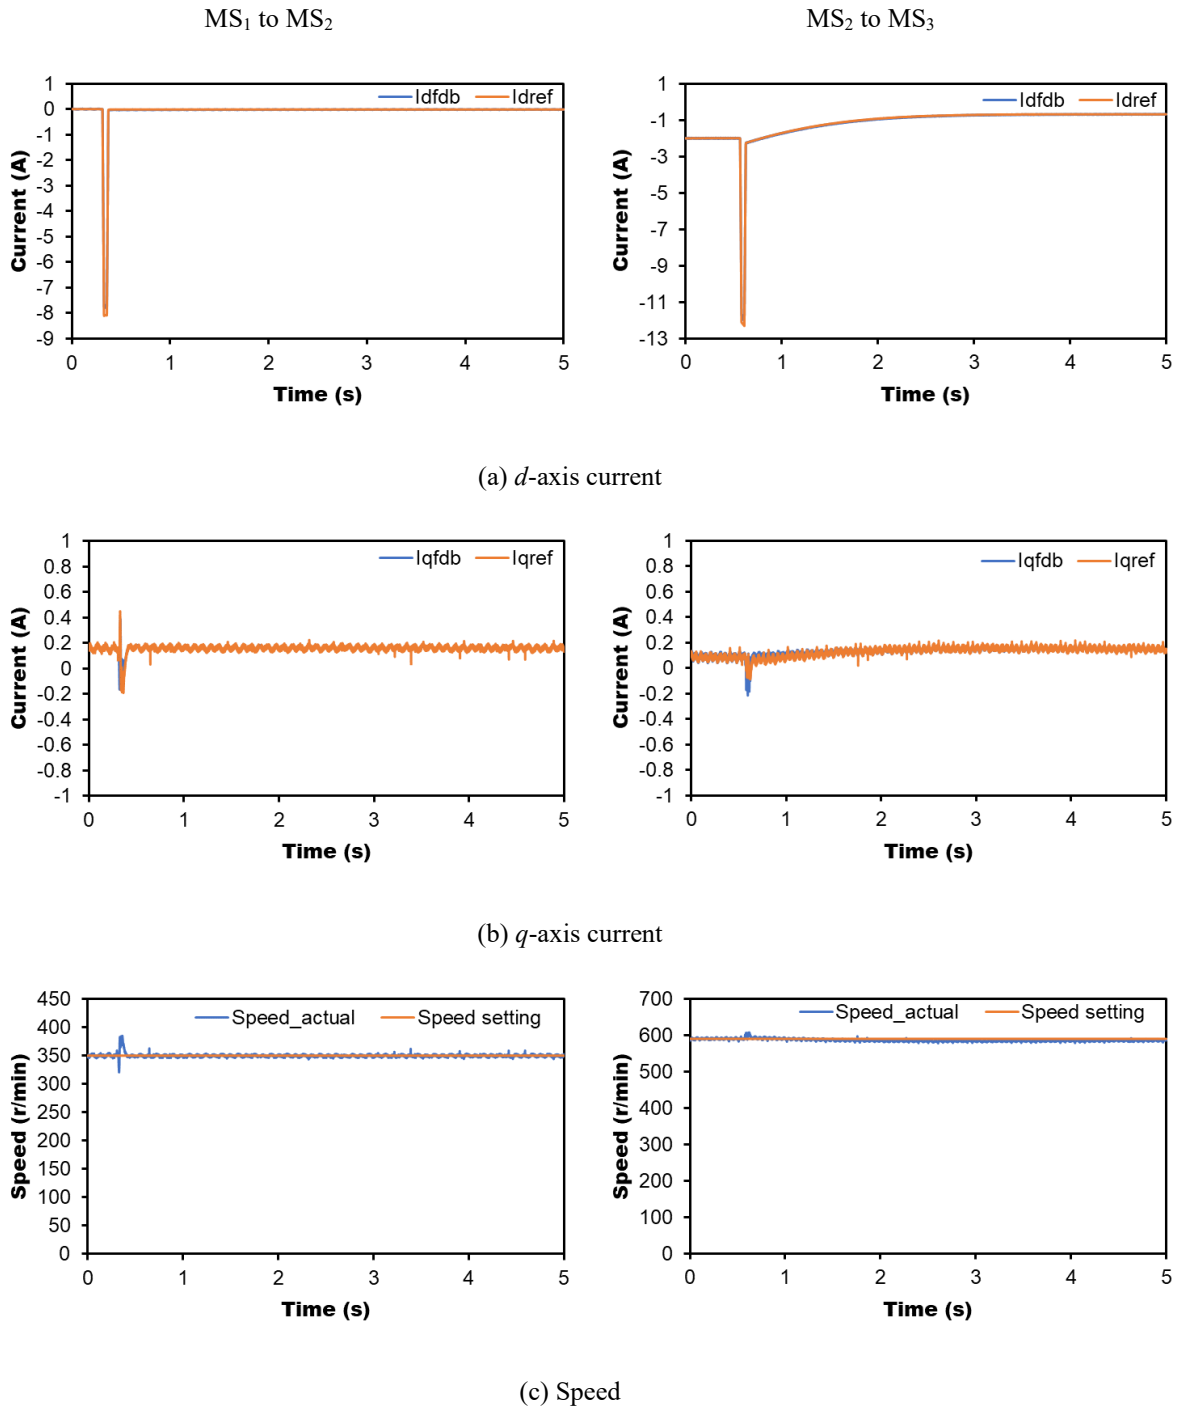 MS₁ to MS₂ MS₂ to MS₃
1
0
-1
-2
-3
-4
-5
-6
-7
-8
-9
Current (A)
Idfdb Idref
0 1 2 3 4 5
Time (s)
1
-1
-3
-5
-7
-9
-11
-13
Current (A)
Idfdb Idref
0 1 2 3 4 5
Time (s)
(a) d-axis current
1
0.8
0.6
0.4
0.2
0
-0.2
-0.4
-0.6
-0.8
-1
Current (A)
Iqfdb Iqref
0 1 2 3 4 5
Time (s)
1
0.8
0.6
0.4
0.2
0
-0.2
-0.4
-0.6
-0.8
-1
Current (A)
Iqfdb Iqref
0 1 2 3 4 5
Time (s)
(b) q-axis current
450
400
350
300
250
200
150
100
50
0
Speed (r/min)
Speed_actual Speed setting
0 1 2 3 4 5
Time (s)
700
600
500
400
300
200
100
0
Speed (r/min)
Speed_actual Speed setting
0 1 2 3 4 5
Time (s)
(c) Speed